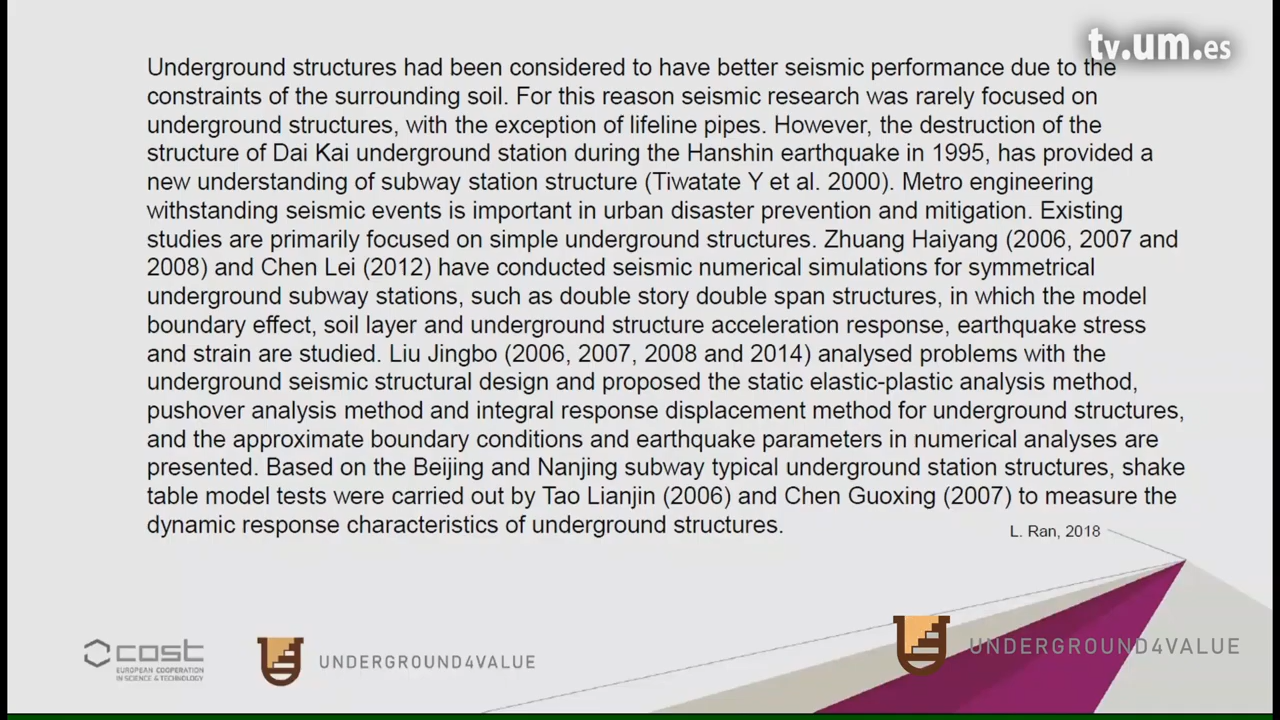 tv.um.es
Underground structures had been considered to have better seismic performance due to the
constraints of the surrounding soil. For this reason seismic research was rarely focused on
underground structures, with the exception of lifeline pipes. However, the destruction of the
structure of Dai Kai underground station during the Hanshin earthquake in 1995, has provided a
new understanding of subway station structure (Tiwatate Y et al. 2000). Metro engineering
withstanding seismic events is important in urban disaster prevention and mitigation. Existing
studies are primarily focused on simple underground structures. Zhuang Haiyang (2006, 2007 and
2008) and Chen Lei (2012) have conducted seismic numerical simulations for symmetrical
underground subway stations, such as double story double span structures, in which the model
boundary effect, soil layer and underground structure acceleration response, earthquake stress
and strain are studied. Liu Jingbo (2006, 2007, 2008 and 2014) analysed problems with the
underground seismic structural design and proposed the static elastic-plastic analysis method,
pushover analysis method and integral response displacement method for underground structures,
and the approximate boundary conditions and earthquake parameters in numerical analyses are
presented. Based on the Beijing and Nanjing subway typical underground station structures, shake
table model tests were carried out by Tao Lianjin (2006) and Chen Guoxing (2007) to measure the
dynamic response characteristics of underground structures.
L. Ran, 2018
cost
EUROPEAN COOPERATION
IN SCIENCE & TECHNOLOGY
UNDERGROUND4VALUE
UNDERGROUND4VALUE